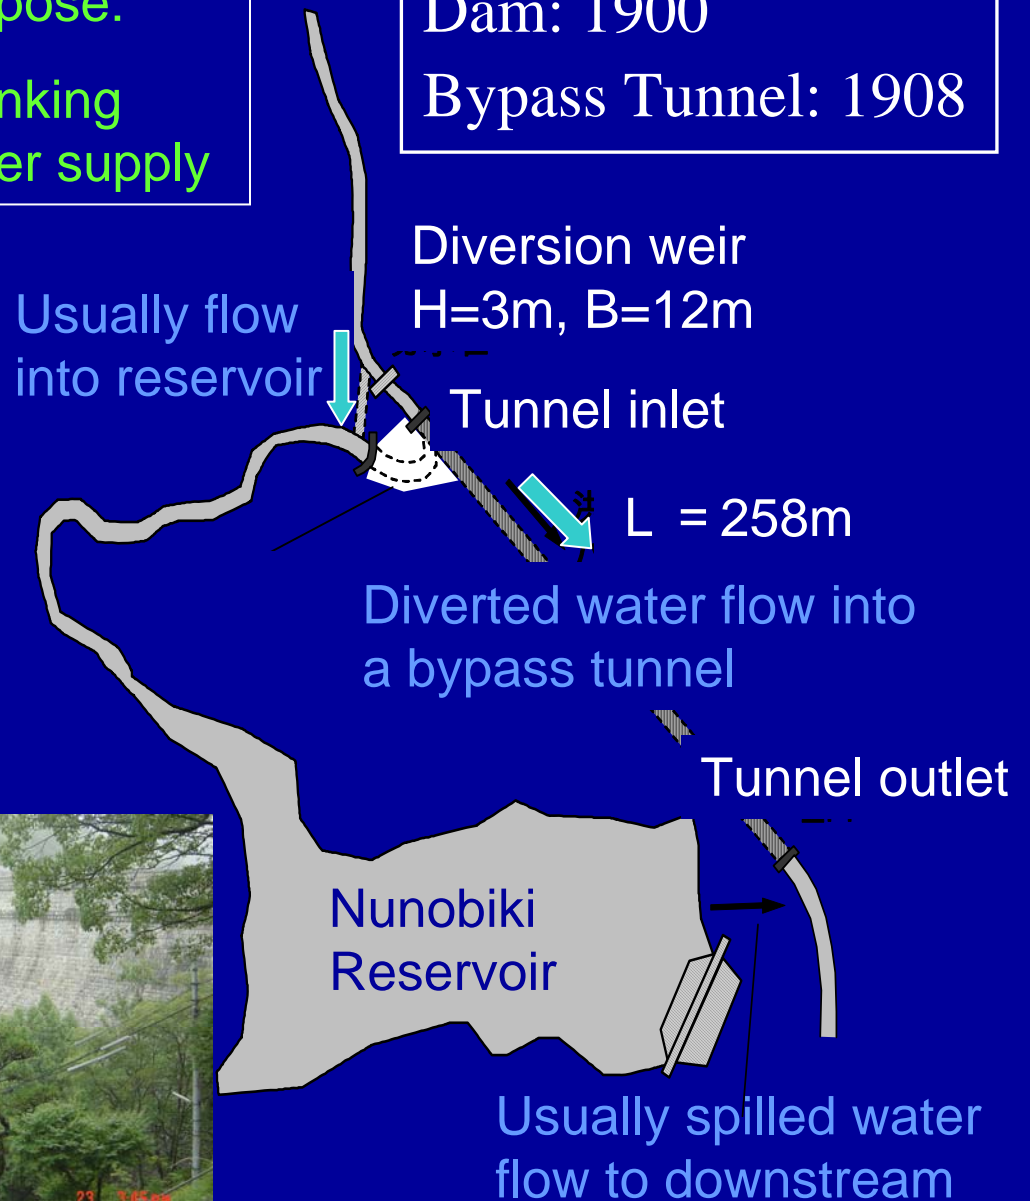 pose:
nking
er supply
Dam: 1900
Bypass Tunnel: 1908
Diversion weir
H=3m, B=12m
Usually flow
into reservoir
Tunnel inlet
L = 258m
Diverted water flow into
a bypass tunnel
Tunnel outlet
Nunobiki
Reservoir
Usually spilled water
flow to downstream